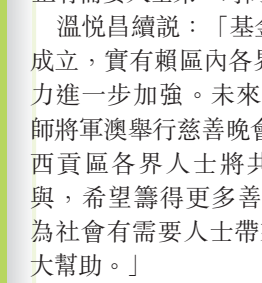 溫悅昌續説：「基金
成立，實有賴區內各界
力進一步加強。未來
師將軍澳舉行慈善晚會
西貢區各界人士將共
與，希望籌得更多善
為社會有需要人士帶
大幫助。」